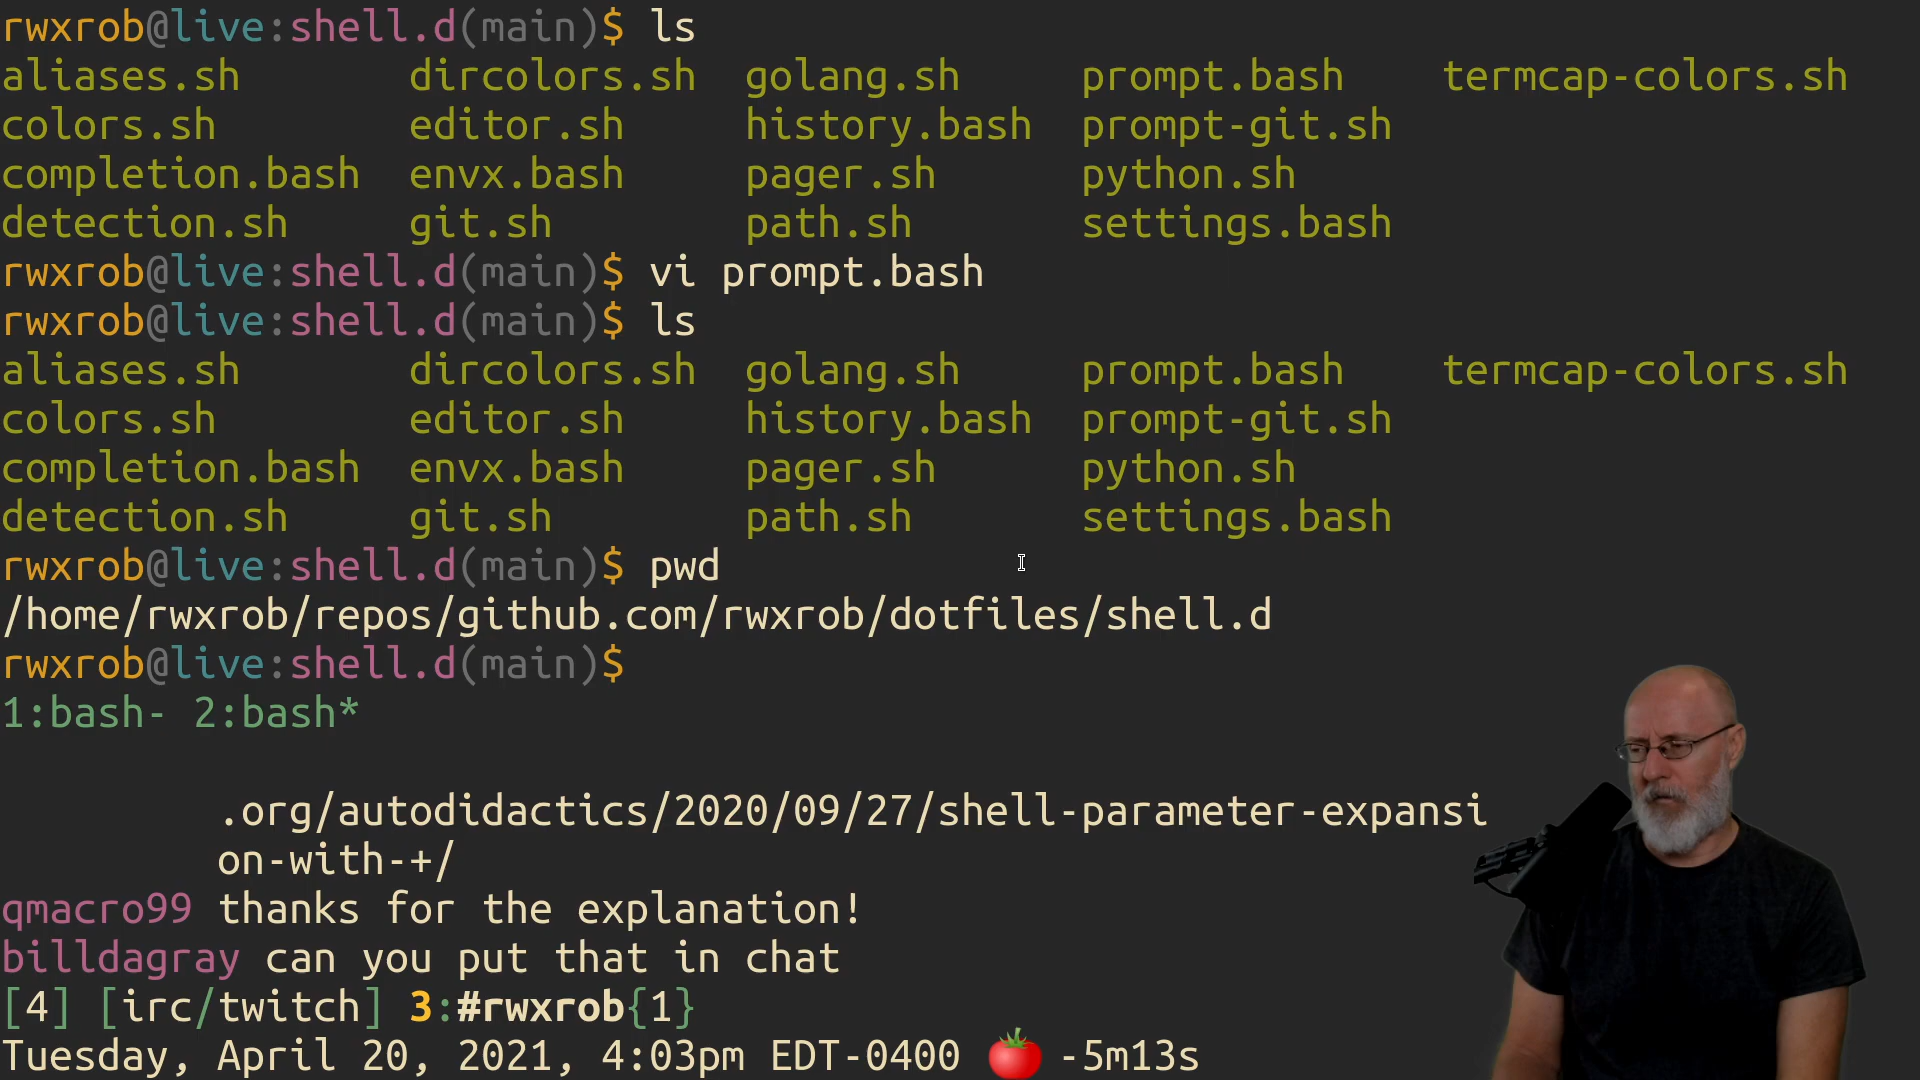 rwxrob@live:shell.d(main)$ ls
aliases.sh dircolors.sh golang.sh prompt.bash termcap-colors.sh
colors.sh editor.sh history.bash prompt-git.sh
completion.bash envx.bash pager.sh python.sh
detection.sh git.sh path.sh settings.bash
rwxrob@live:shell.d(main)$ vi prompt.bash
rwxrob@live:shell.d(main)$ ls
aliases.sh dircolors.sh golang.sh prompt.bash termcap-colors.sh
colors.sh editor.sh history.bash prompt-git.sh
completion.bash envx.bash pager.sh python.sh
detection.sh git.sh path.sh settings.bash
rwxrob@live:shell.d(main)$ pwd
/home/rwxrob/repos/github.com/rwxrob/dotfiles/shell.d
rwxrob@live:shell.d(main)$
1:bash- 2:bash*
.org/autodidactics/2020/09/27/shell-parameter-expansi
on-with-+/
qmacro99 thanks for the explanation!
billdagray can you put that in chat
[4] [irc/twitch] 3:#rwxrob{1}
Tuesday, April 20, 2021, 4:03pm EDT-0400 🍅 -5m13s